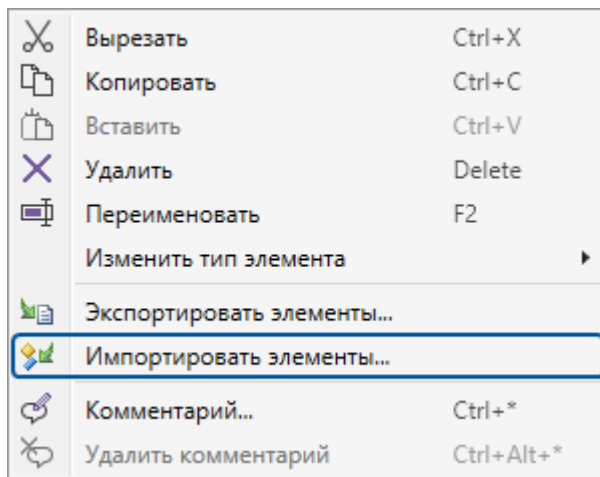 Вырезать Ctrl+X
Копировать Ctrl+C
Вставить Ctrl+V
Удалить Delete
Переименовать F2
Изменить тип элемента
Экспортировать элементы...
Импортировать элементы...
Комментарий... Ctrl+*
Удалить комментарий Ctrl+Alt+*